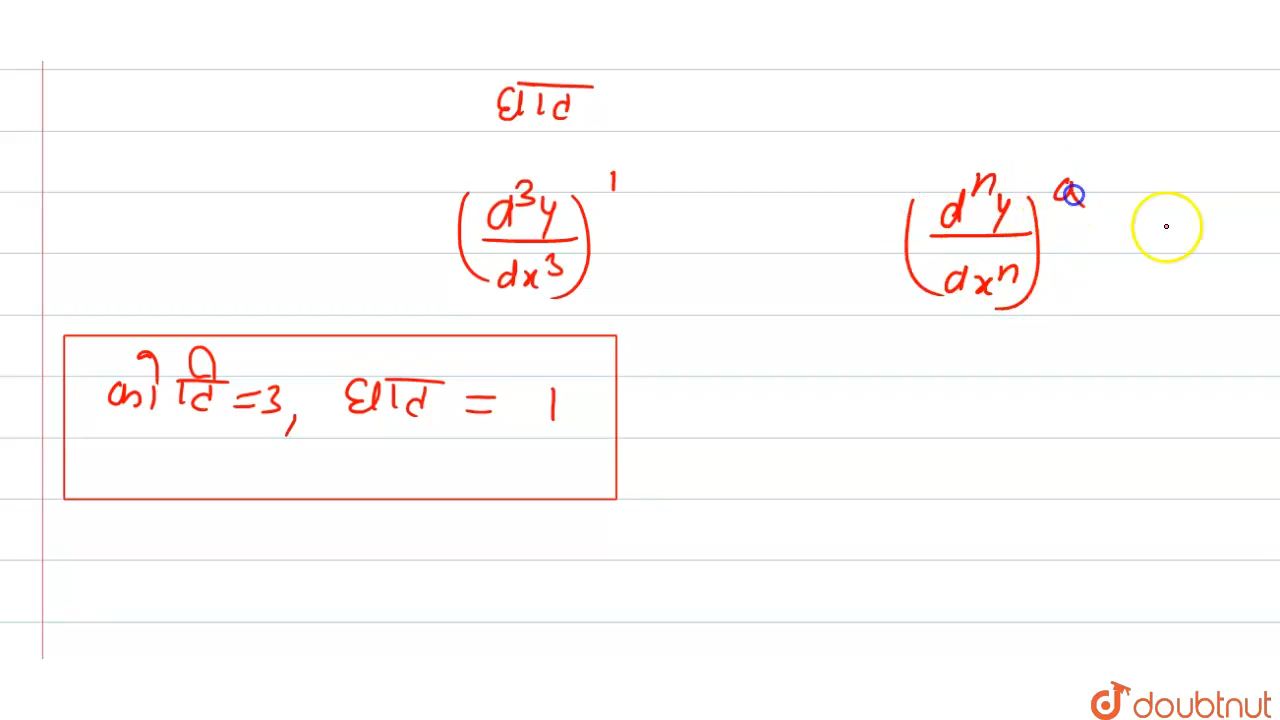 घात
(d³y/dx³)¹ (dⁿy/dxⁿ)ᵃ
कोटि = 3, घात = 1
doubtnut